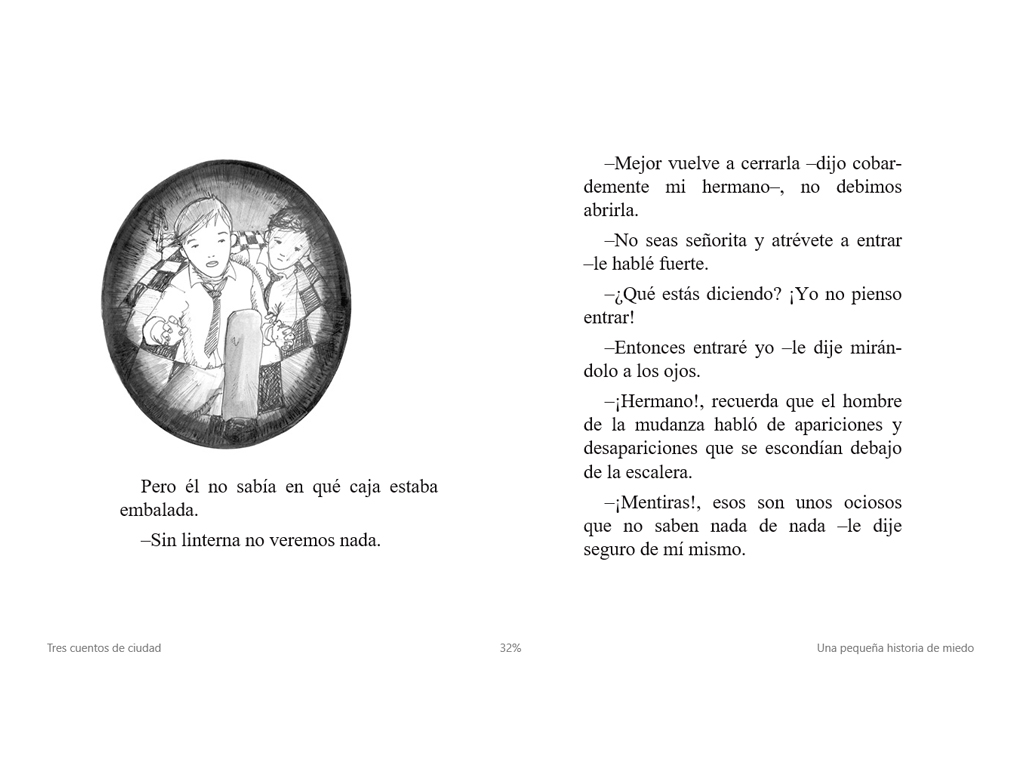 Pero él no sabía en qué caja estaba
embalada.
–Sin linterna no veremos nada.
–Mejor vuelve a cerrarla –dijo cobar-
demente mi hermano–, no debimos
abrirla.
–No seas señorita y atrévete a entrar
–le hablé fuerte.
–¿Qué estás diciendo? ¡Yo no pienso
entrar!
–Entonces entraré yo –le dije mirán-
dolo a los ojos.
–¡Hermano!, recuerda que el hombre
de la mudanza habló de apariciones y
desapariciones que se escondían debajo
de la escalera.
–¡Mentiras!, esos son unos ociosos
que no saben nada de nada –le dije
seguro de mí mismo.
Tres cuentos de ciudad
32%
Una pequeña historia de miedo